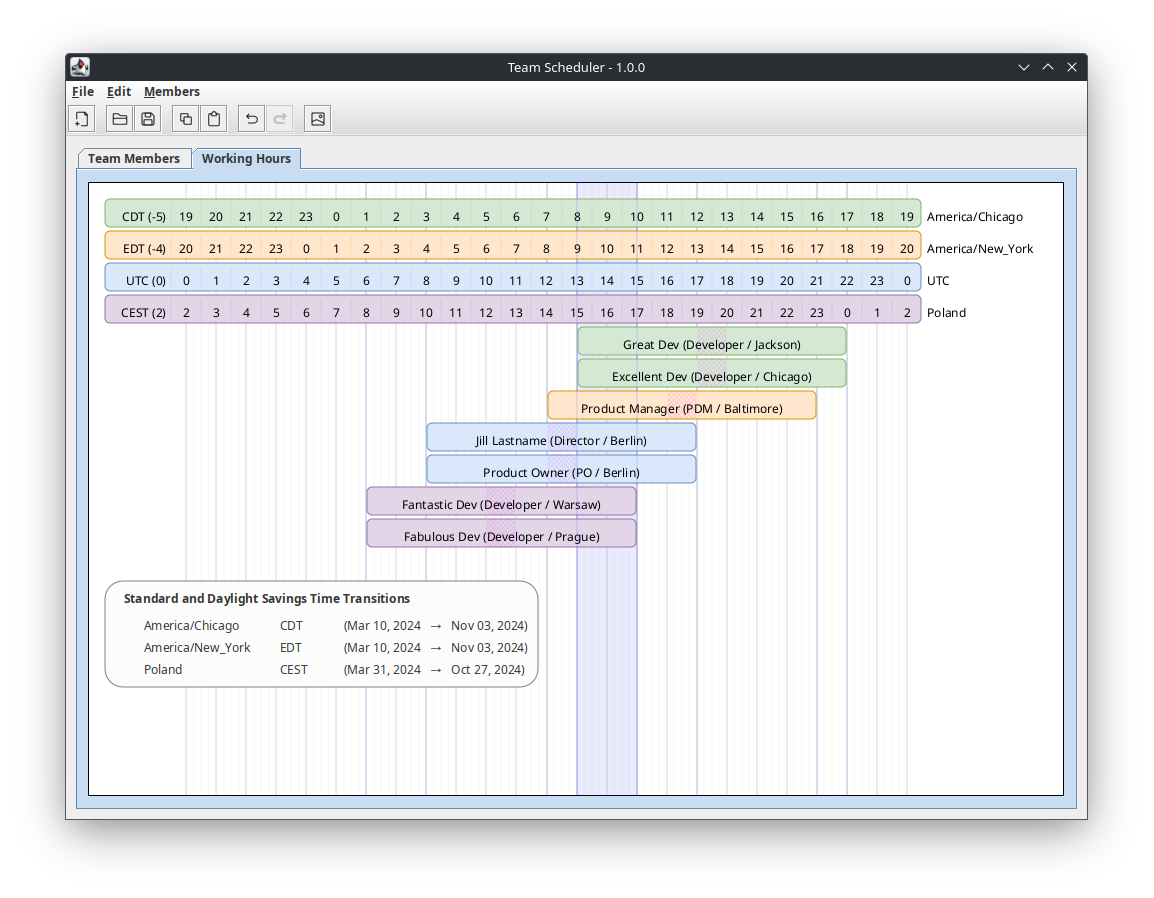 Team Scheduler - 1.0.0
File Edit Members
Team Members Working Hours
CDT (-5) 19 20 21 22 23 0 1 2 3 4 5 6 7 8 9 10 11 12 13 14 15 16 17 18 19 America/Chicago
EDT (-4) 20 21 22 23 0 1 2 3 4 5 6 7 8 9 10 11 12 13 14 15 16 17 18 19 20 America/New_York
UTC (0) 0 1 2 3 4 5 6 7 8 9 10 11 12 13 14 15 16 17 18 19 20 21 22 23 0 UTC
CEST (2) 2 3 4 5 6 7 8 9 10 11 12 13 14 15 16 17 18 19 20 21 22 23 0 1 2 Poland
Great Dev (Developer / Jackson)
Excellent Dev (Developer / Chicago)
Product Manager (PDM / Baltimore)
Jill Lastname (Director / Berlin)
Product Owner (PO / Berlin)
Fantastic Dev (Developer / Warsaw)
Fabulous Dev (Developer / Prague)
Standard and Daylight Savings Time Transitions
America/Chicago CDT (Mar 10, 2024 → Nov 03, 2024)
America/New_York EDT (Mar 10, 2024 → Nov 03, 2024)
Poland CEST (Mar 31, 2024 → Oct 27, 2024)